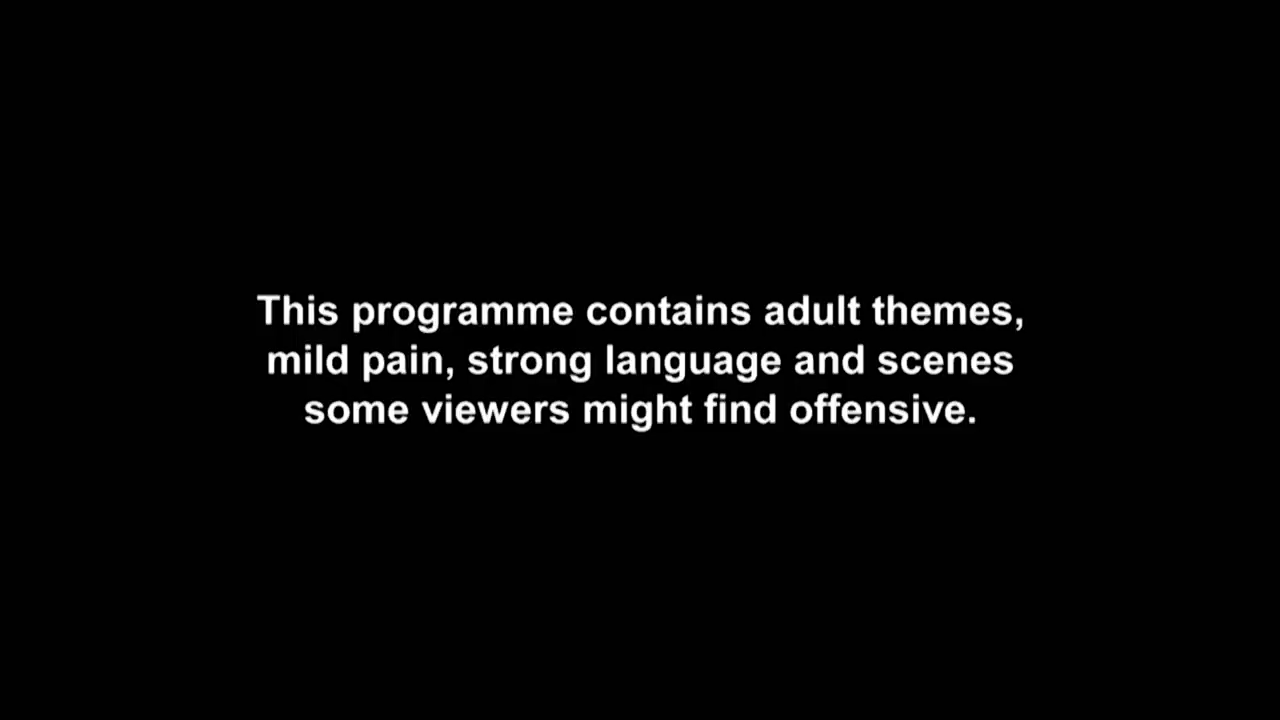 This programme contains adult themes,
mild pain, strong language and scenes
some viewers might find offensive.